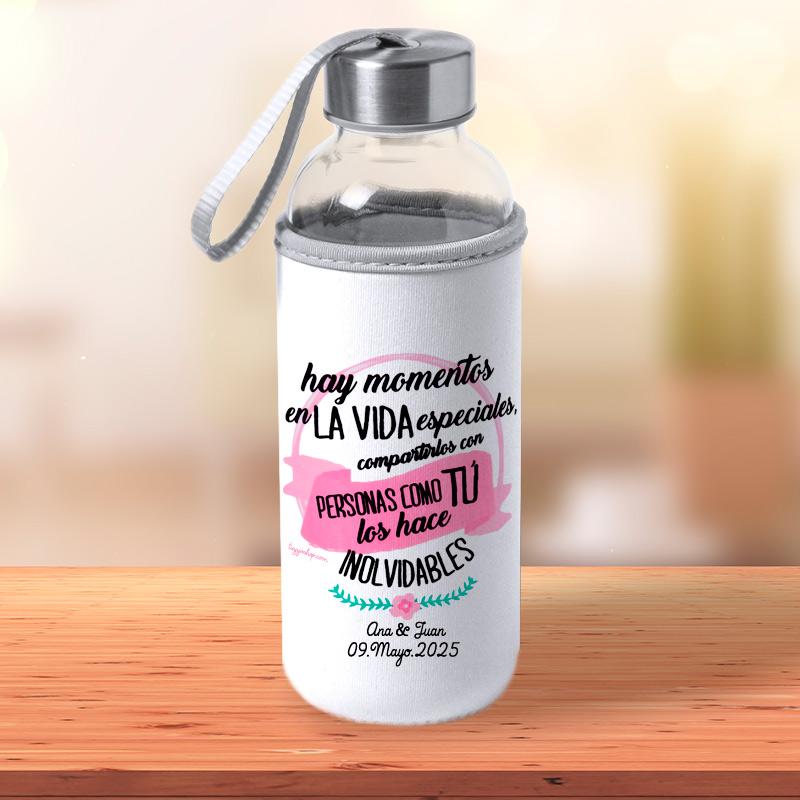 hay momentos
en LA VIDA especiales,
compartirlos con
PERSONAS COMO TÚ
los hace
INOLVIDABLES
Ana & Juan
09.Mayo.2025